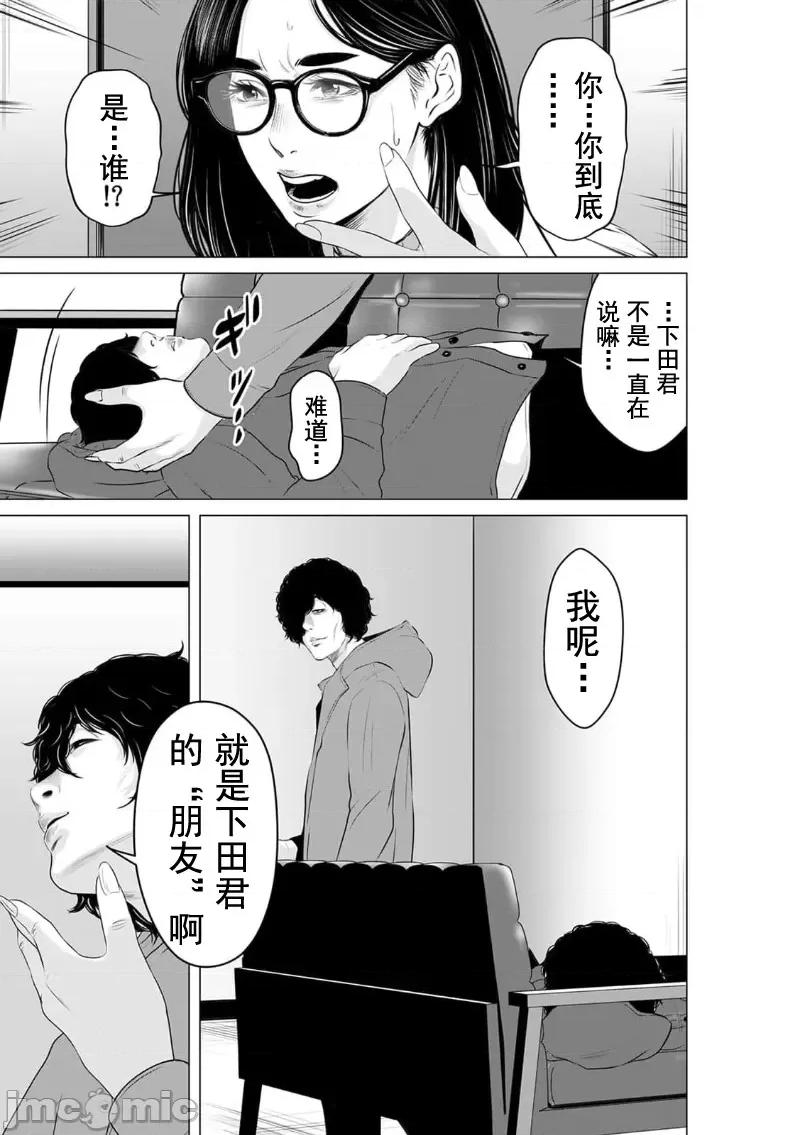 你…你到底
……
是…谁!?
…下田君
不是一直在
说嘛…
难道…
ギッ…
我呢…
就是下田君
的“朋友”啊
jmcomic